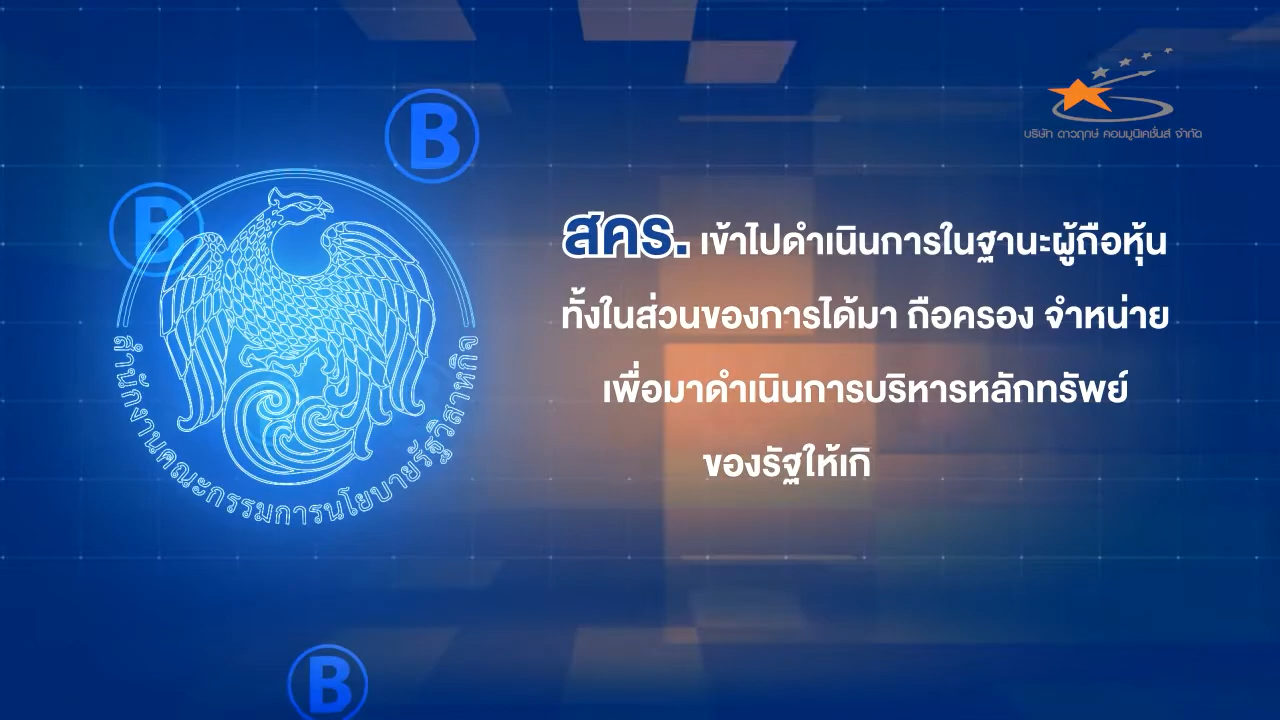 บริษัท ดาวฤกษ์ คอมมูนิเคชั่นส์ จำกัด
B
B
สคร. เข้าไปดำเนินการในฐานะผู้ถือหุ้น
ทั้งในส่วนของการได้มา ถือครอง จำหน่าย
เพื่อมาดำเนินการบริหารหลักทรัพย์
ของรัฐให้เกิ
สำนักงานคณะกรรมการนโยบายรัฐวิสาหกิจ
B